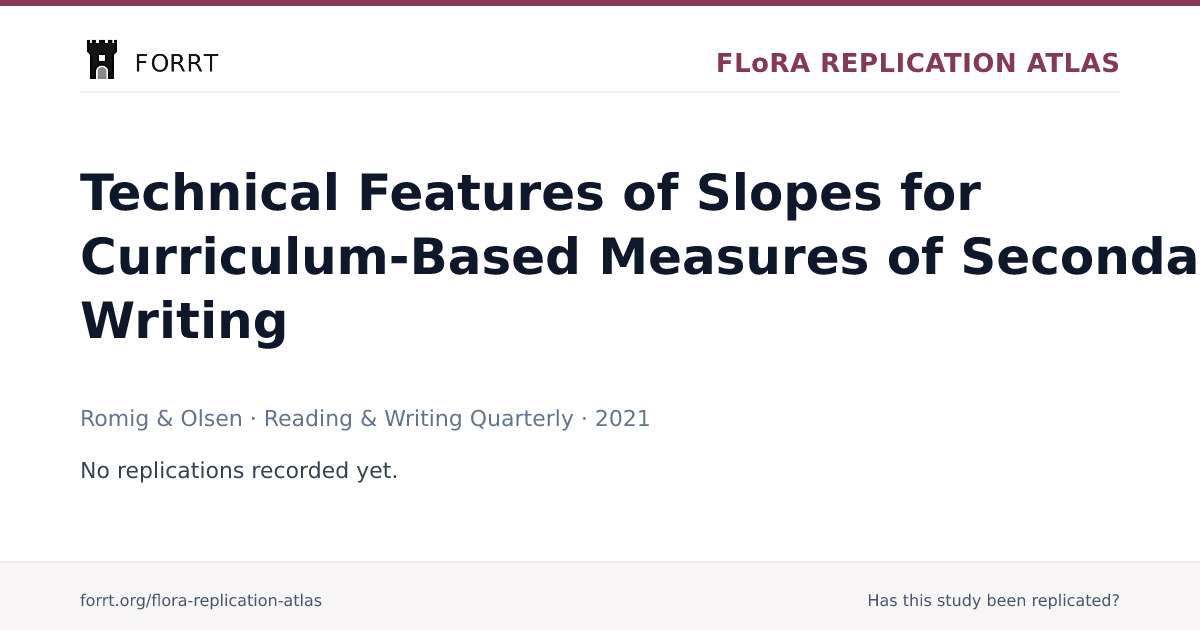 FORRT
FLoRA REPLICATION ATLAS
Technical Features of Slopes for
Curriculum-Based Measures of Seconda
Writing
Romig & Olsen · Reading & Writing Quarterly · 2021
No replications recorded yet.
forrt.org/flora-replication-atlas
Has this study been replicated?